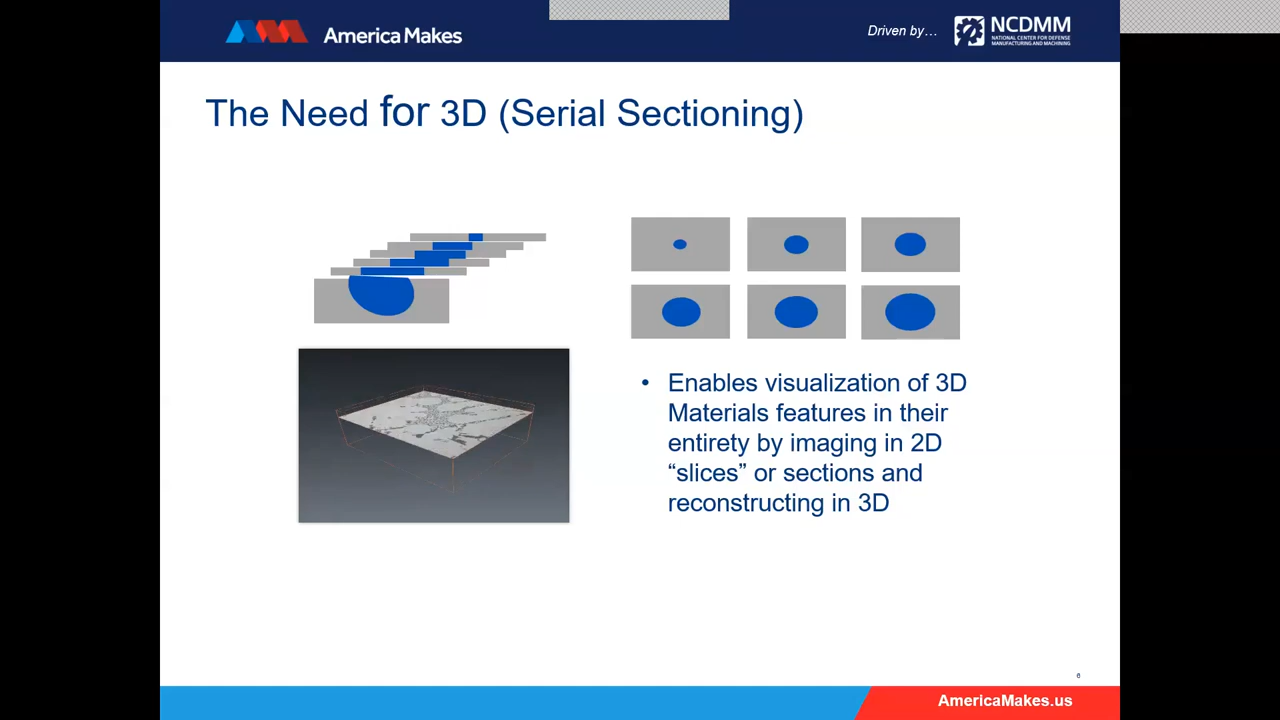 America Makes
Driven by…
NCDMM
NATIONAL CENTER FOR DEFENSE
MANUFACTURING AND MACHINING
The Need for 3D (Serial Sectioning)
• Enables visualization of 3D
Materials features in their
entirety by imaging in 2D
“slices” or sections and
reconstructing in 3D
6
AmericaMakes.us